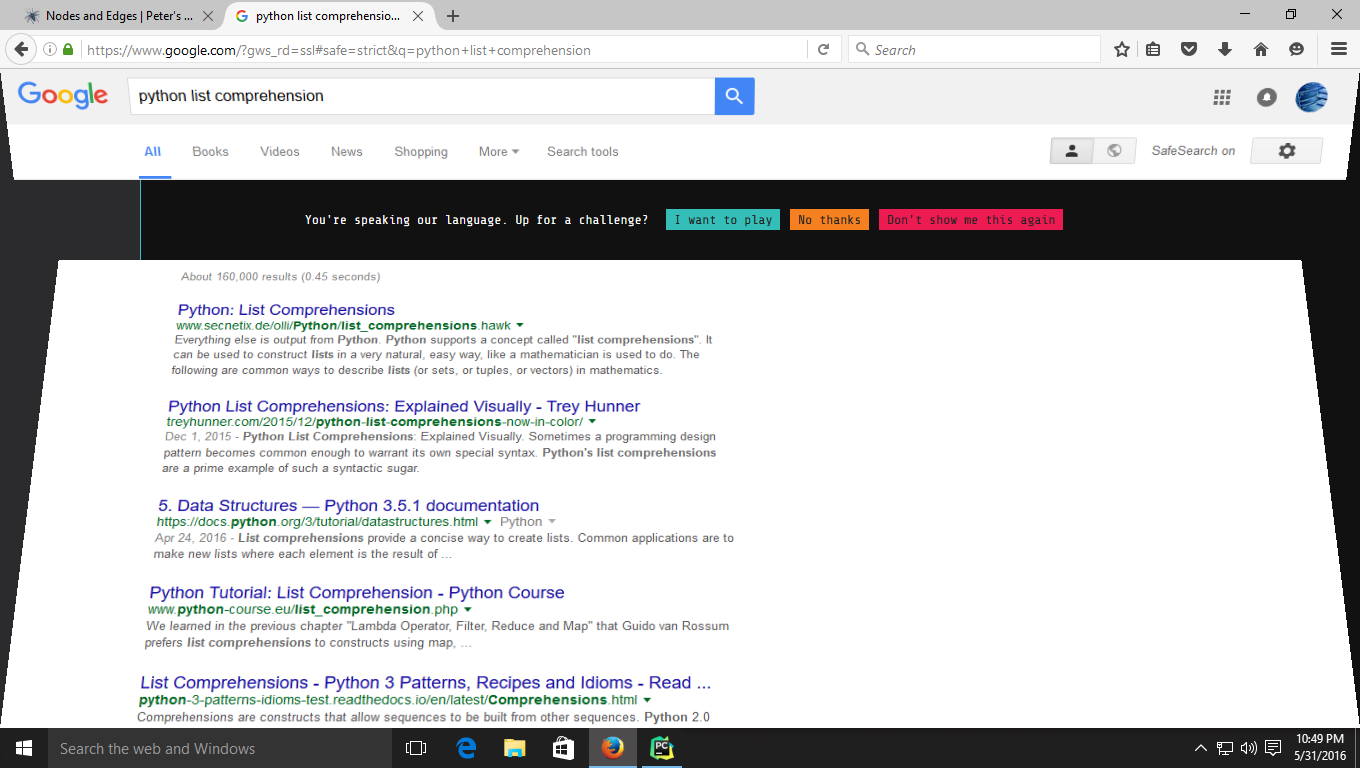 Nodes and Edges | Peter's ...
python list comprehensio...
https://www.google.com/?gws_rd=ssl#safe=strict&q=python+list+comprehension
Search
Google
python list comprehension
All Books Videos News Shopping More Search tools
SafeSearch on
You're speaking our language. Up for a challenge? I want to play No thanks Don't show me this again
About 160,000 results (0.45 seconds)
Python: List Comprehensions
www.secnetix.de/olli/Python/list_comprehensions.hawk
Everything else is output from Python. Python supports a concept called "list comprehensions". It
can be used to construct lists in a very natural, easy way, like a mathematician is used to do. The
following are common ways to describe lists (or sets, or tuples, or vectors) in mathematics.
Python List Comprehensions: Explained Visually - Trey Hunner
treyhunner.com/2015/12/python-list-comprehensions-now-in-color/
Dec 1, 2015 - Python List Comprehensions: Explained Visually. Sometimes a programming design
pattern becomes common enough to warrant its own special syntax. Python's list comprehensions
are a prime example of such a syntactic sugar.
5. Data Structures — Python 3.5.1 documentation
https://docs.python.org/3/tutorial/datastructures.html Python
Apr 24, 2016 - List comprehensions provide a concise way to create lists. Common applications are to
make new lists where each element is the result of ...
Python Tutorial: List Comprehension - Python Course
www.python-course.eu/list_comprehension.php
We learned in the previous chapter "Lambda Operator, Filter, Reduce and Map" that Guido van Rossum
prefers list comprehensions to constructs using map, ...
List Comprehensions - Python 3 Patterns, Recipes and Idioms - Read ...
python-3-patterns-idioms-test.readthedocs.io/en/latest/Comprehensions.html
Comprehensions are constructs that allow sequences to be built from other sequences. Python 2.0
Search the web and Windows
PC
10:49 PM
5/31/2016